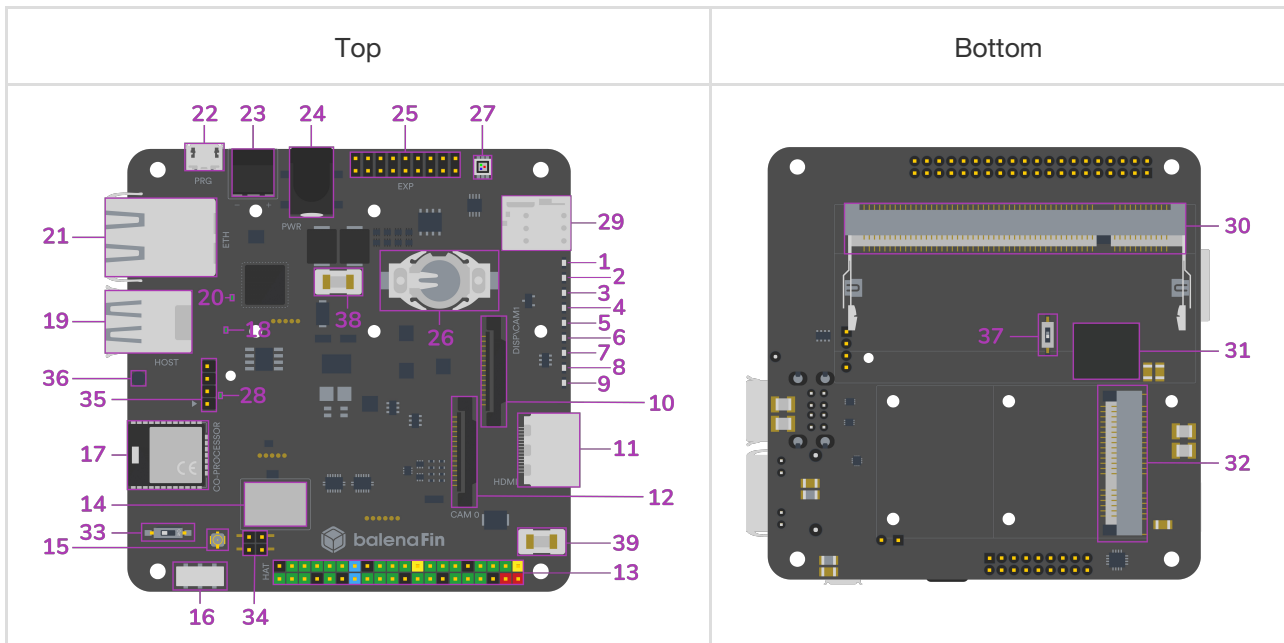 Top
Bottom
22 23 24 25 27
PRG
- +
PWR
EXP
21
ETH
29
30
1
2
3
4
5
6
7
8
9
20
19
18
38
26
DISP/CAM1
37
31
HOST
36
35
28
10
17
CO-PROCESSOR
CE
11
HDMI
32
14
12
CAM 0
33
15
balenaFin
39
HAT
13
16 34